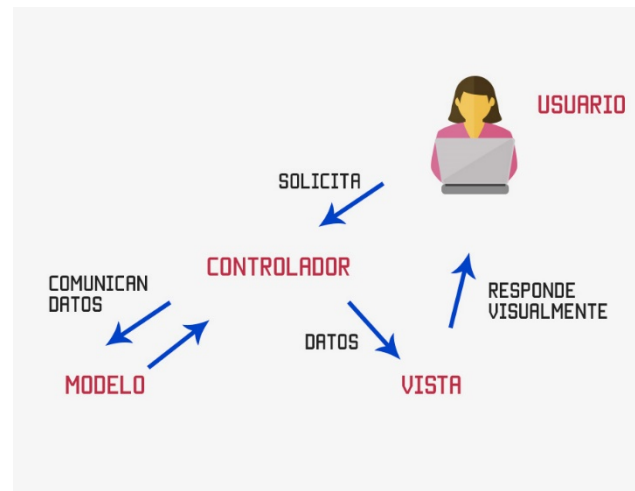 USUARIO
SOLICITA
CONTROLADOR
COMUNICAN
DATOS
RESPONDE
VISUALMENTE
DATOS
MODELO
VISTA